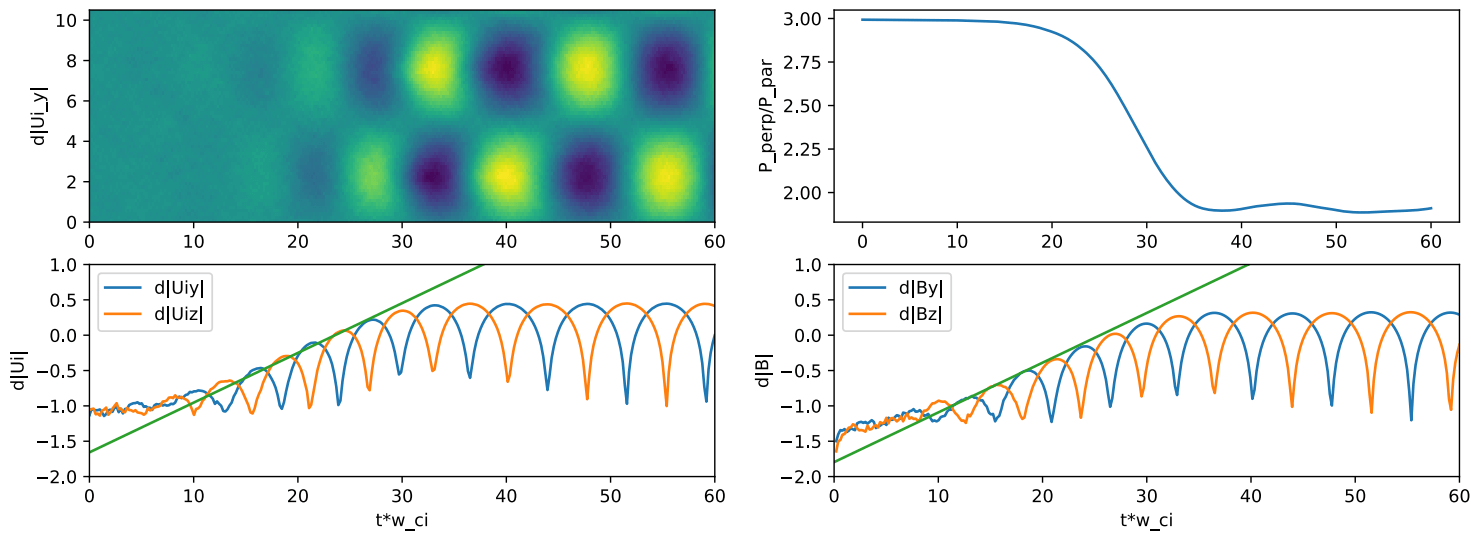 d|Ui_y|
10
8
6
4
2
0
0 10 20 30 40 50 60
P_perp/P_par
3.00
2.75
2.50
2.25
2.00
0 10 20 30 40 50 60
d|Ui|
1.0
0.5
0.0
−0.5
−1.0
−1.5
−2.0
d|Uiy|
d|Uiz|
0 10 20 30 40 50 60
t*w_ci
d|B|
1.0
0.5
0.0
−0.5
−1.0
−1.5
−2.0
d|By|
d|Bz|
0 10 20 30 40 50 60
t*w_ci